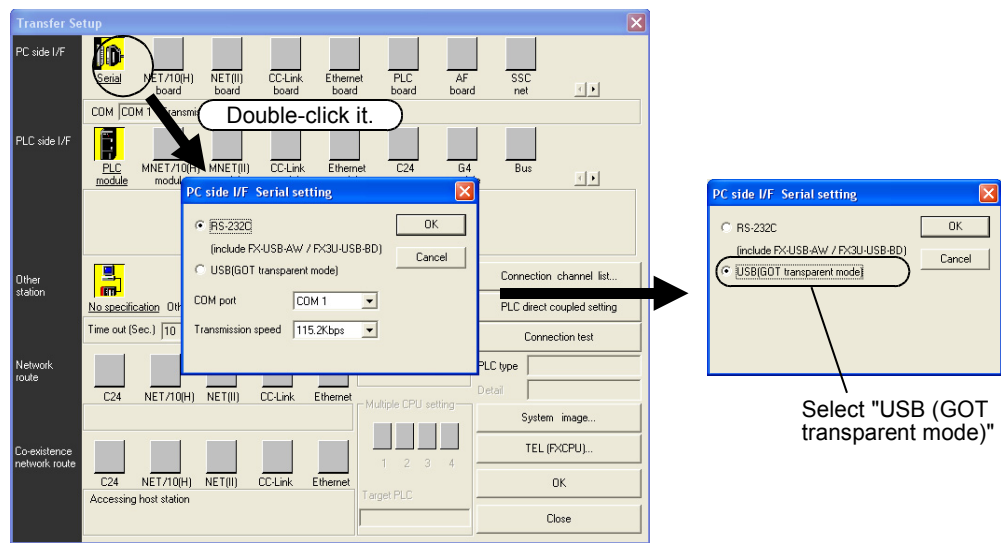 Transfer Setup
PC side I/F
Serial
NET/10(H) board
NET(II) board
CC-Link board
Ethernet board
PLC board
AF board
SSC net
COM COM 1
Double-click it.
PLC side I/F
PLC module
MNET/10(H)
MNET(II)
CC-Link
Ethernet
C24
G4
Bus
PC side I/F Serial setting
RS-232C
(include FX-USB-AW / FX3U-USB-BD)
USB(GOT transparent mode)
COM port COM 1
Transmission speed 115.2Kbps
OK
Cancel
Other station
No specification
Time out (Sec.) 10
Connection channel list...
PLC direct coupled setting
Connection test
PLC type
Detail
System image...
TEL (FXCPU)...
OK
Close
Network route
C24
NET/10(H)
NET(II)
CC-Link
Ethernet
Multiple CPU setting
1 2 3 4
Target PLC
Co-existence network route
C24
NET/10(H)
NET(II)
CC-Link
Ethernet
Accessing host station
PC side I/F Serial setting
RS-232C
(include FX-USB-AW / FX3U-USB-BD)
USB(GOT transparent mode)
OK
Cancel
Select "USB (GOT
transparent mode)"